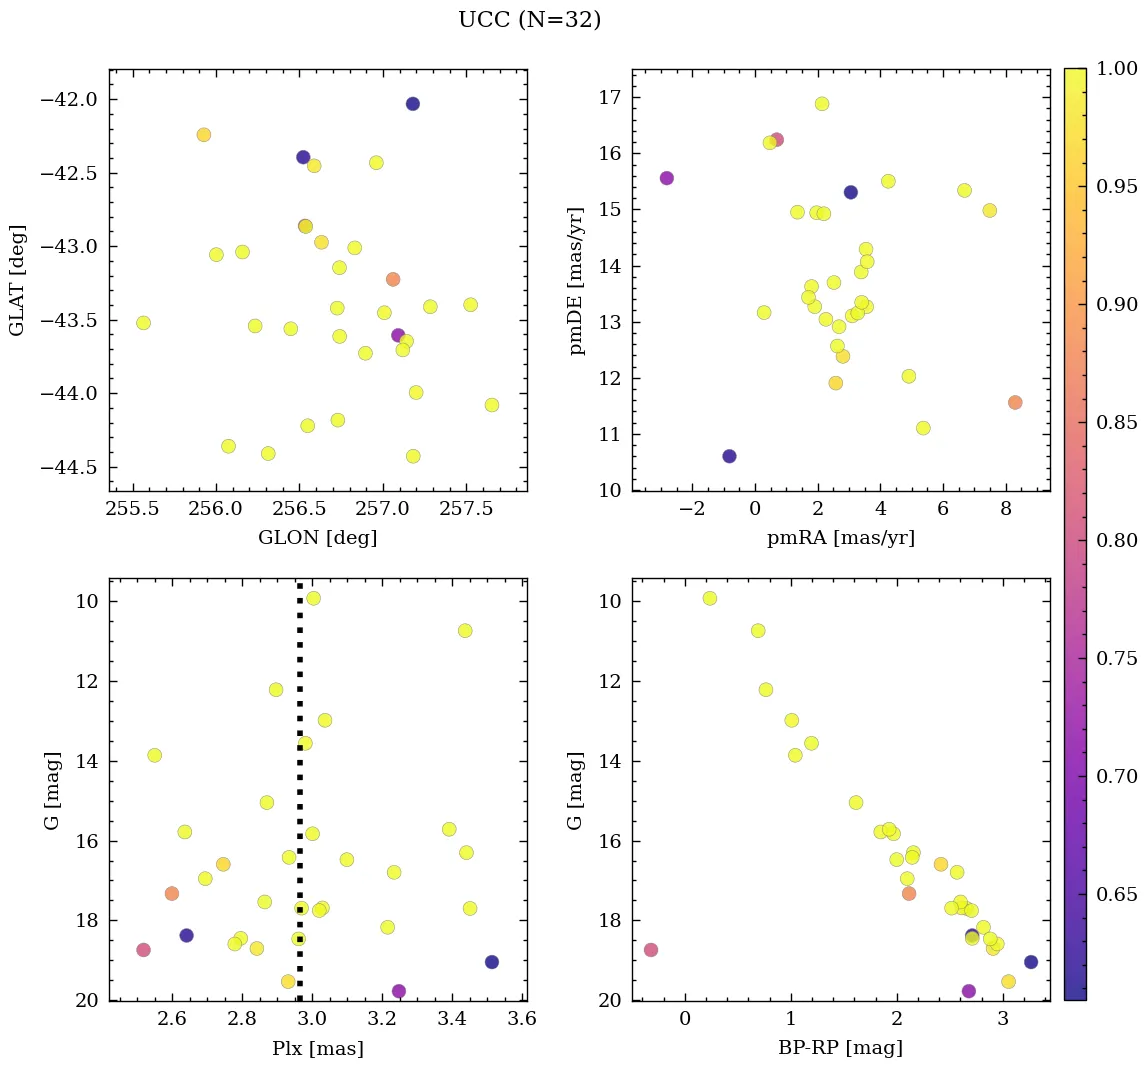 UCC (N=32)
−42.0
−42.5
−43.0
−43.5
−44.0
−44.5
GLAT [deg]
255.5 256.0 256.5 257.0 257.5
GLON [deg]
17
16
15
14
13
12
11
10
pmDE [mas/yr]
−2 0 2 4 6 8
pmRA [mas/yr]
10
12
14
16
18
20
G [mag]
2.6 2.8 3.0 3.2 3.4 3.6
Plx [mas]
10
12
14
16
18
20
G [mag]
0 1 2 3
BP-RP [mag]
1.00
0.95
0.90
0.85
0.80
0.75
0.70
0.65